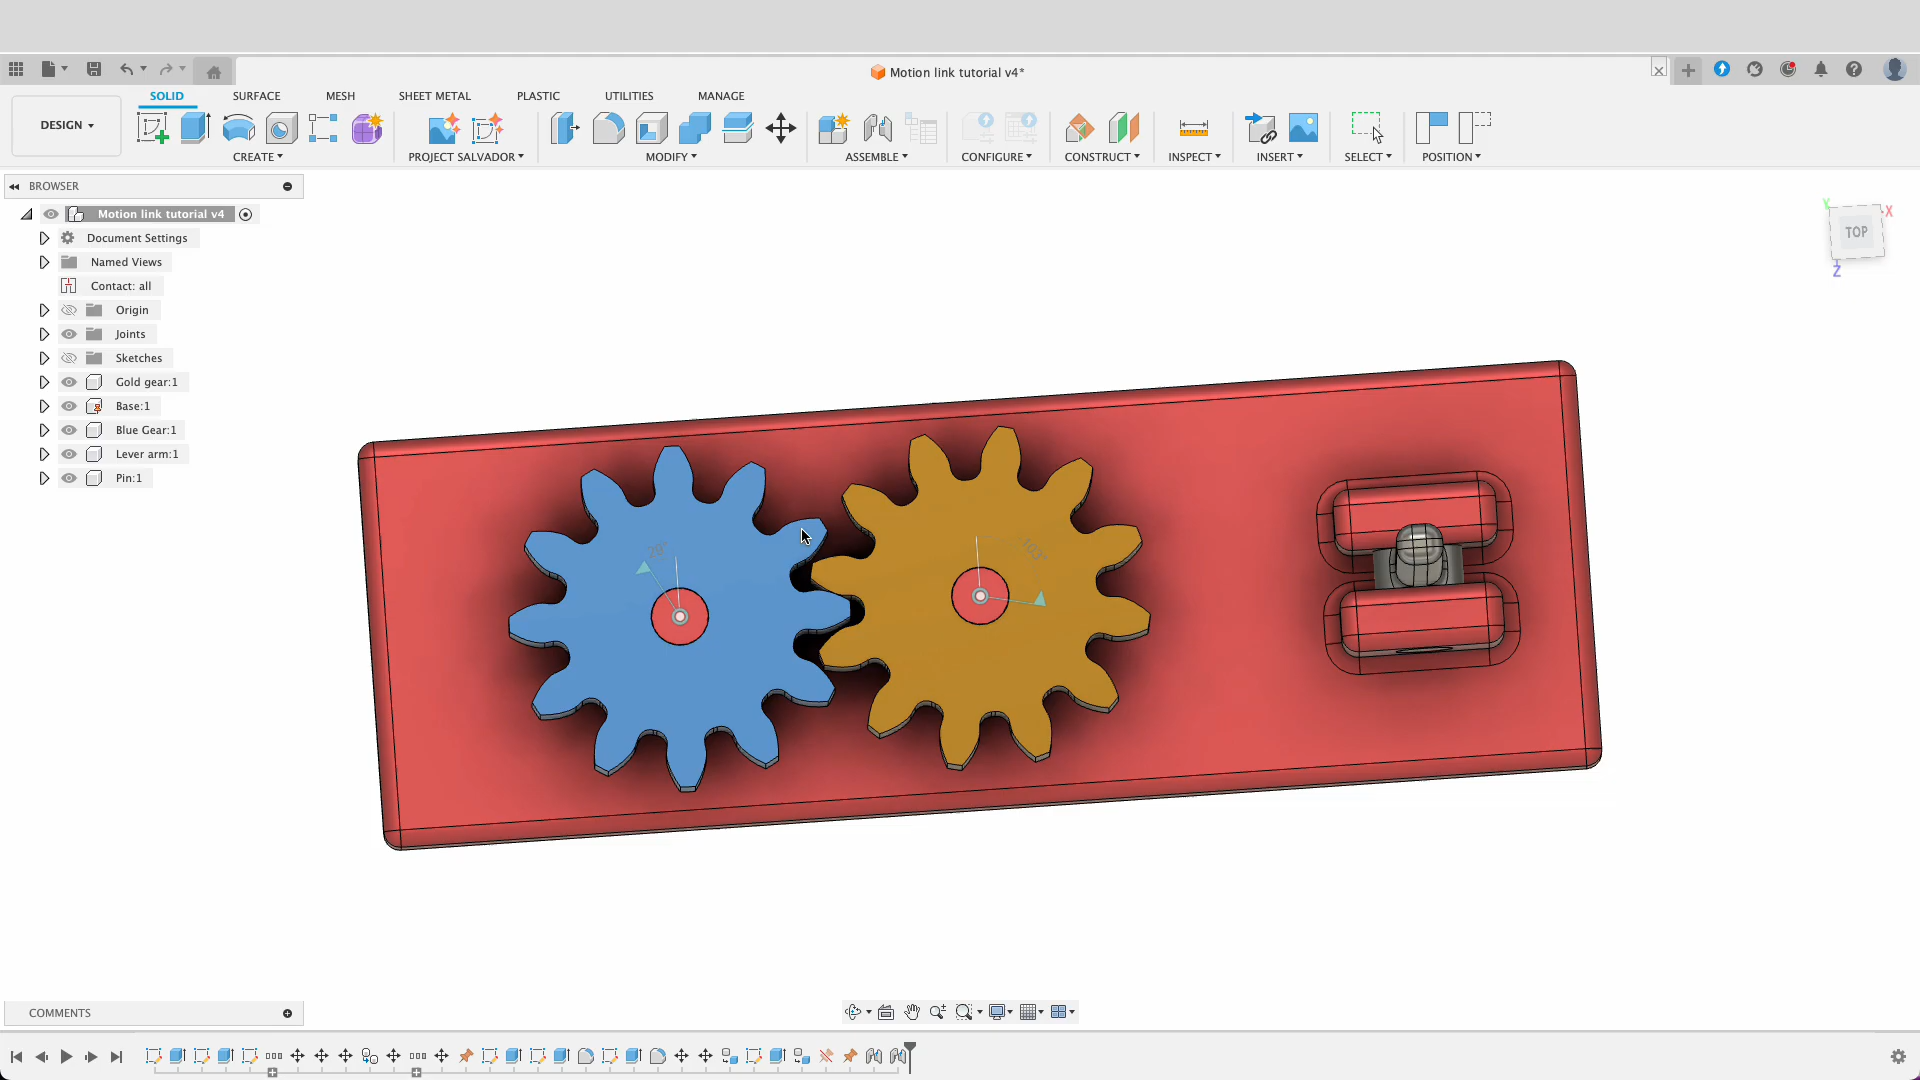 Motion link tutorial v4*
SOLID SURFACE MESH SHEET METAL PLASTIC UTILITIES MANAGE
DESIGN
CREATE PROJECT SALVADOR MODIFY ASSEMBLE CONFIGURE CONSTRUCT INSPECT INSERT SELECT POSITION
BROWSER
Motion link tutorial v4
Document Settings
Named Views
Contact: all
Origin
Joints
Sketches
Gold gear:1
Base:1
Blue Gear:1
Lever arm:1
Pin:1
Y
X
TOP
Z
103°
COMMENTS